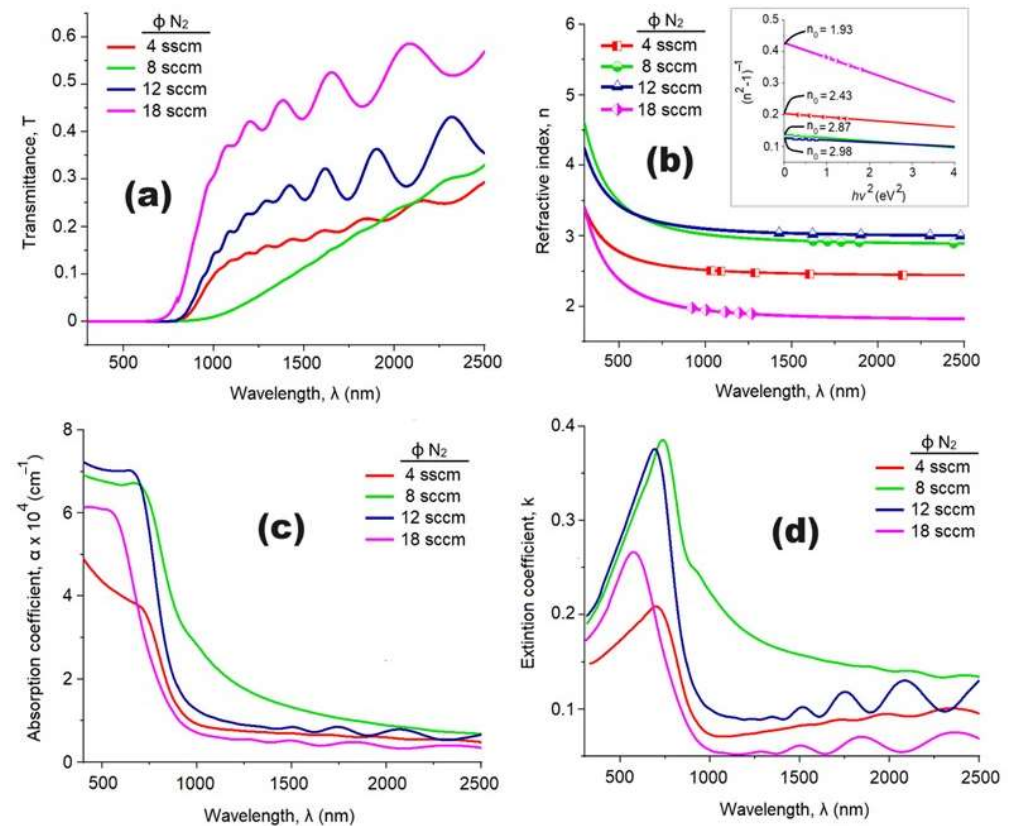 (a)
ϕ N₂
4 sscm
8 sccm
12 sccm
18 sccm
Transmittance, T
0.6
0.5
0.4
0.3
0.2
0.1
0
500
1000
1500
2000
2500
Wavelength, λ (nm)
(b)
ϕ N₂
4 sscm
8 sccm
12 sccm
18 sccm
Refractive index, n
n
5
4
3
2
500
1000
1500
2000
2500
Wavelength, λ (nm)
(n²-1)⁻¹
0.5
0.4
0.3
0.2
0.1
n₀ = 1.93
n₀ = 2.43
n₀ = 2.87
n₀ = 2.98
0
1
2
3
4
hν² (eV²)
(c)
ϕ N₂
4 sscm
8 sccm
12 sccm
18 sccm
Absorption coefficient, α x 10⁴ (cm⁻¹)
8
6
4
2
0
500
1000
1500
2000
2500
Wavelength, λ (nm)
(d)
ϕ N₂
4 sscm
8 sccm
12 sccm
18 sccm
Extintion coefficient, k
0.4
0.3
0.2
0.1
500
1000
1500
2000
2500
Wavelength, λ (nm)